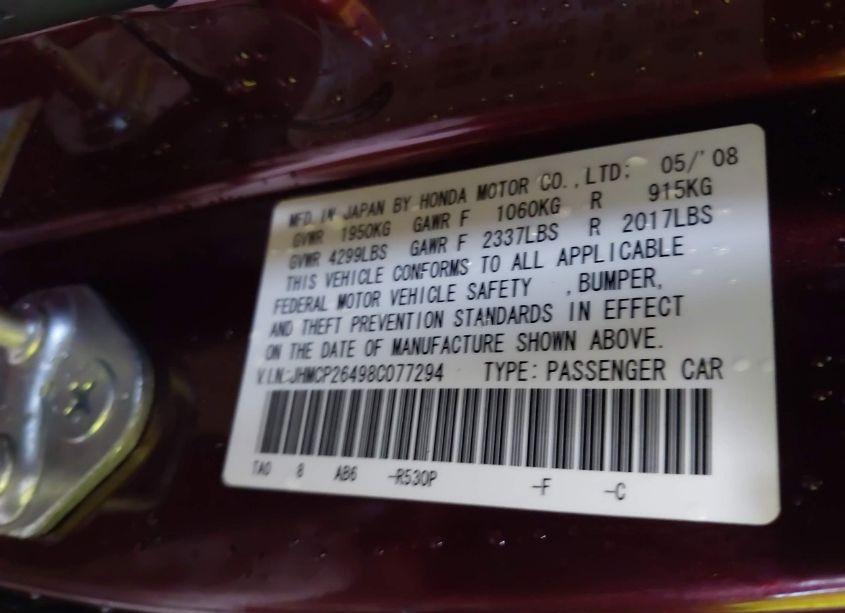 MFD. IN JAPAN BY HONDA MOTOR CO., LTD: 05/'08
GVWR 1950KG GAWR F 1060KG R 915KG
GVWR 4299LBS GAWR F 2337LBS R 2017LBS
THIS VEHICLE CONFORMS TO ALL APPLICABLE
FEDERAL MOTOR VEHICLE SAFETY , BUMPER,
AND THEFT PREVENTION STANDARDS IN EFFECT
ON THE DATE OF MANUFACTURE SHOWN ABOVE.
V.I.N.:JHMCP26498C077294 TYPE: PASSENGER CAR
TA0 8 AB6 -R530P -F -C